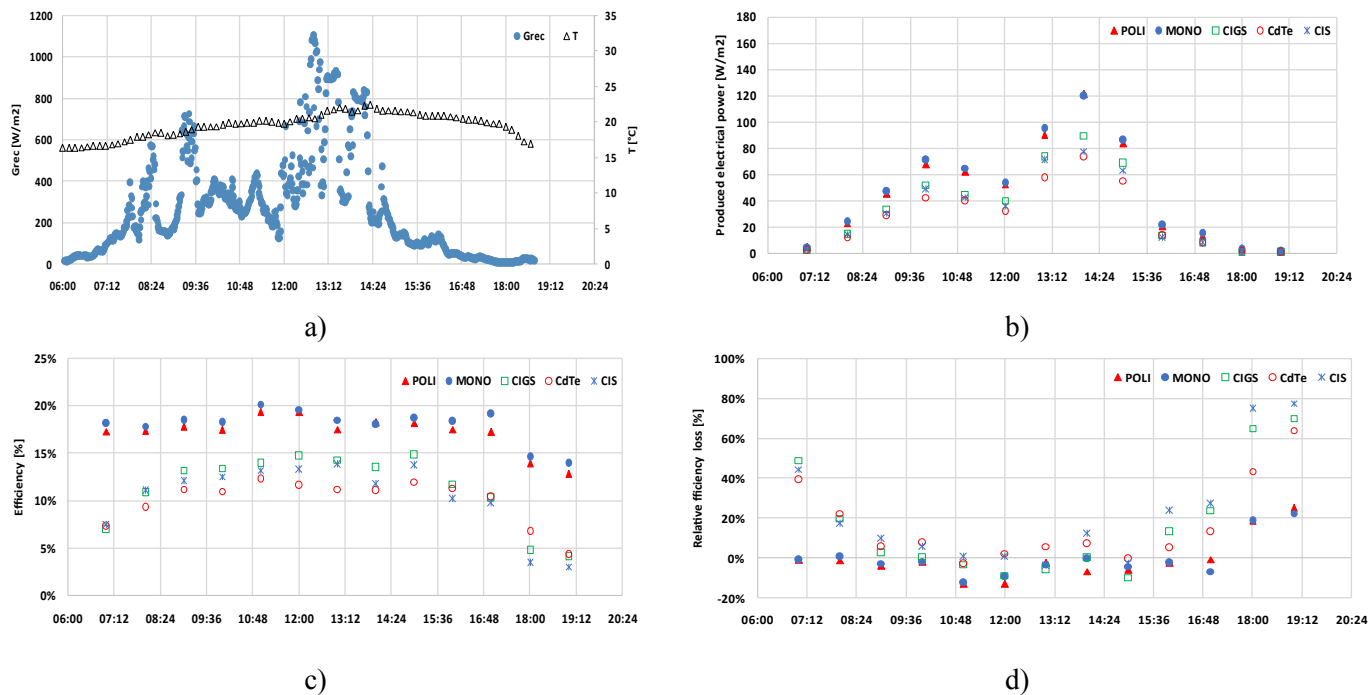 1200
1000
800
600
400
200
0
Grec [W/m2]
Grec T
35
30
25
20
15
10
5
0
T [°C]
06:00 07:12 08:24 09:36 10:48 12:00 13:12 14:24 15:36 16:48 18:00 19:12 20:24
a)
180
160
140
120
100
80
60
40
20
0
Produced electrical power [W/m2]
POLI MONO CIGS CdTe CIS
06:00 07:12 08:24 09:36 10:48 12:00 13:12 14:24 15:36 16:48 18:00 19:12 20:24
b)
25%
20%
15%
10%
5%
0%
Efficiency [%]
POLI MONO CIGS CdTe CIS
06:00 07:12 08:24 09:36 10:48 12:00 13:12 14:24 15:36 16:48 18:00 19:12 20:24
c)
100%
80%
60%
40%
20%
0%
-20%
Relative fficiency loss [%]
POLI MONO CIGS CdTe CIS
06:00 07:12 08:24 09:36 10:48 12:00 13:12 14:24 15:36 16:48 18:00 19:12 20:24
d)